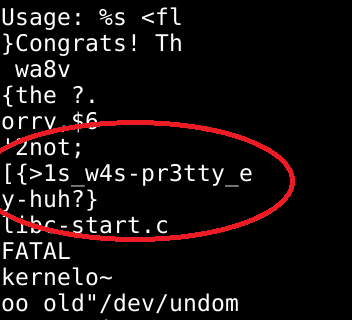 Usage: %s <fl
}Congrats! Th
wa8v
{the ?.
orry.$6
'2not;
[{>1s_w4s-pr3tty_e
y-huh?}
libc-start.c
FATAL
kernelo~
oo old"/dev/undom